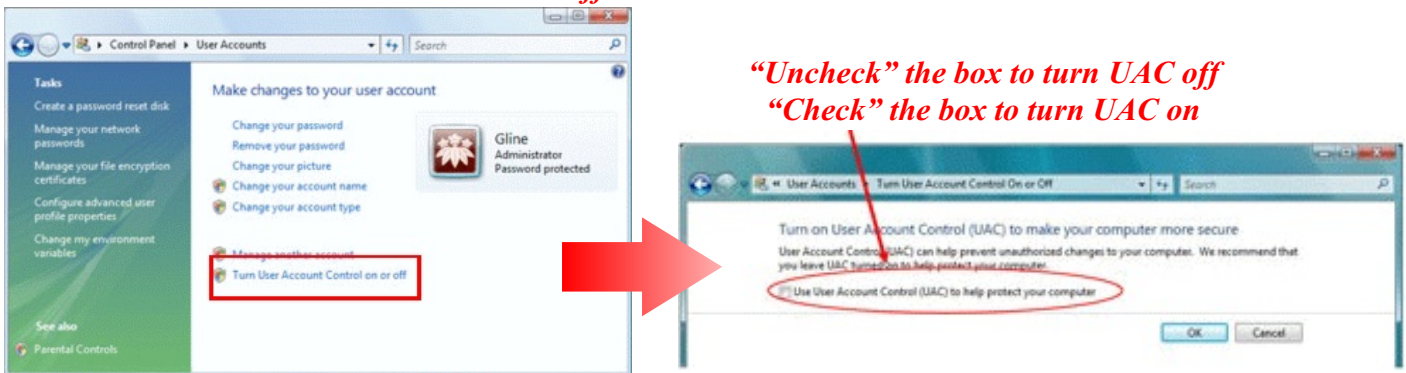 off
Control Panel ▸ User Accounts
Search
Tasks
Create a password reset disk
Manage your network
passwords
Manage your file encryption
certificates
Configure advanced user
profile properties
Change my environment
variables
See also
Parental Controls
Make changes to your user account
Change your password
Remove your password
Change your picture
Change your account name
Change your account type
Manage another account
Turn User Account Control on or off
Gline
Administrator
Password protected
“Uncheck” the box to turn UAC off
“Check” the box to turn UAC on
« User Accounts ▸ Turn User Account Control On or Off
Search
Turn on User Account Control (UAC) to make your computer more secure
User Account Control (UAC) can help prevent unauthorized changes to your computer. We recommend that
you leave UAC turned on to help protect your computer.
Use User Account Control (UAC) to help protect your computer
OK
Cancel